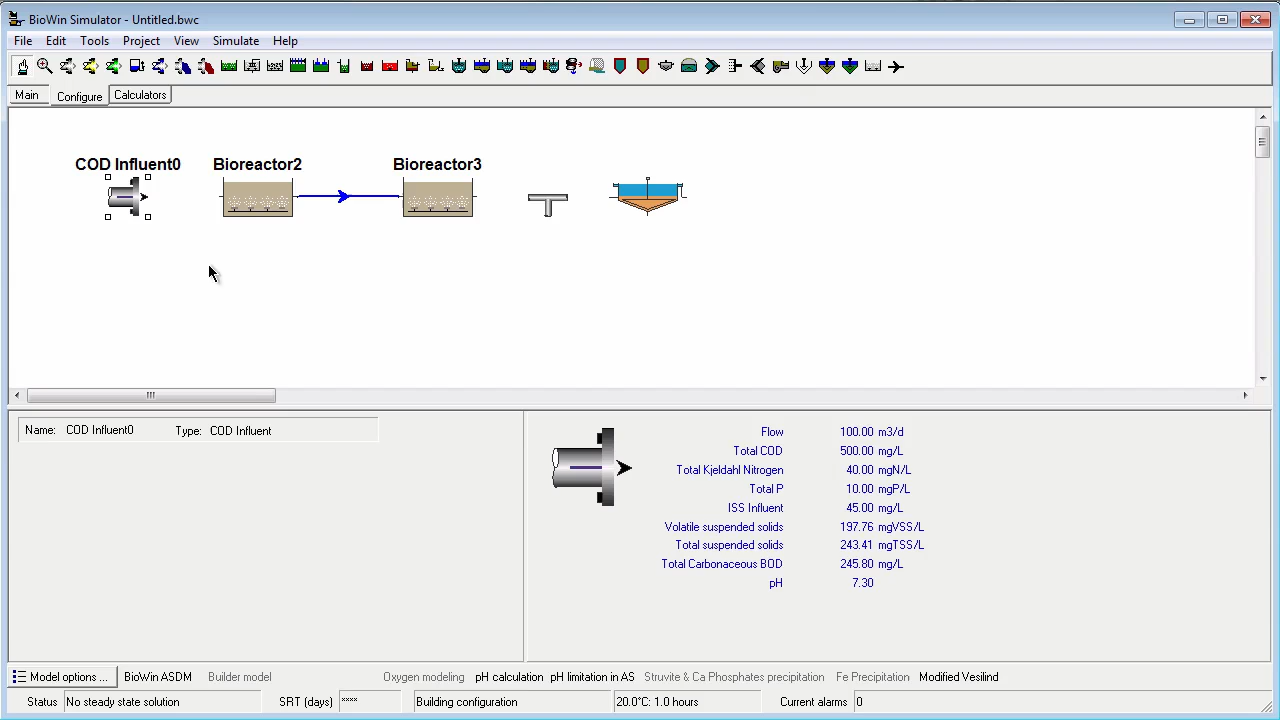 BioWin Simulator - Untitled.bwc
File Edit Tools Project View Simulate Help
Main Configure Calculators
COD Influent0 Bioreactor2 Bioreactor3
Name: COD Influent0 Type: COD Influent
Flow 100.00 m3/d
Total COD 500.00 mg/L
Total Kjeldahl Nitrogen 40.00 mgN/L
Total P 10.00 mgP/L
ISS Influent 45.00 mg/L
Volatile suspended solids 197.76 mgVSS/L
Total suspended solids 243.41 mgTSS/L
Total Carbonaceous BOD 245.80 mg/L
pH 7.30
Model options ... BioWin ASDM Builder model Oxygen modeling pH calculation pH limitation in AS Struvite & Ca Phosphates precipitation Fe Precipitation Modified Vesilind
Status No steady state solution SRT (days) **** Building configuration 20.0°C: 1.0 hours Current alarms 0